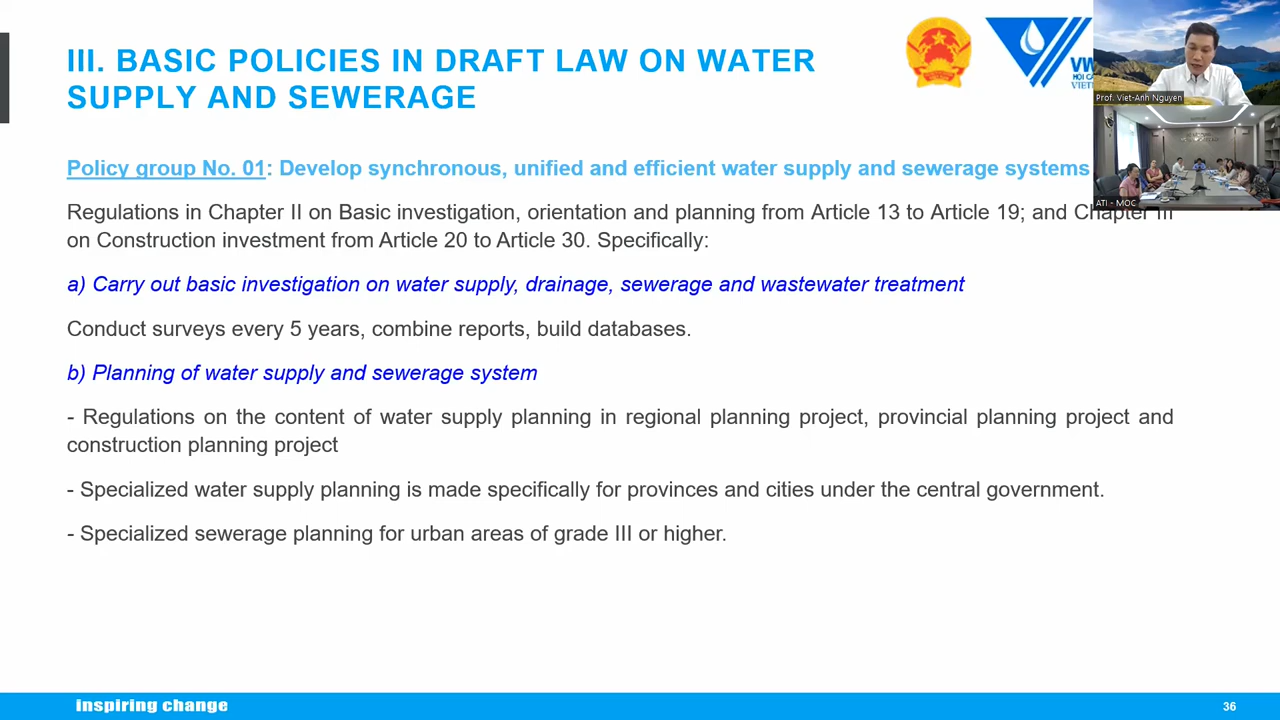 III. BASIC POLICIES IN DRAFT LAW ON WATER
SUPPLY AND SEWERAGE
VW
HỘI CẤ
VIET
Prof. Viet-Anh Nguyen
ATI - MOC
Policy group No. 01: Develop synchronous, unified and efficient water supply and sewerage systems
Regulations in Chapter II on Basic investigation, orientation and planning from Article 13 to Article 19; and Chapter III
on Construction investment from Article 20 to Article 30. Specifically:
a) Carry out basic investigation on water supply, drainage, sewerage and wastewater treatment
Conduct surveys every 5 years, combine reports, build databases.
b) Planning of water supply and sewerage system
- Regulations on the content of water supply planning in regional planning project, provincial planning project and
construction planning project
- Specialized water supply planning is made specifically for provinces and cities under the central government.
- Specialized sewerage planning for urban areas of grade III or higher.
inspiring change
36